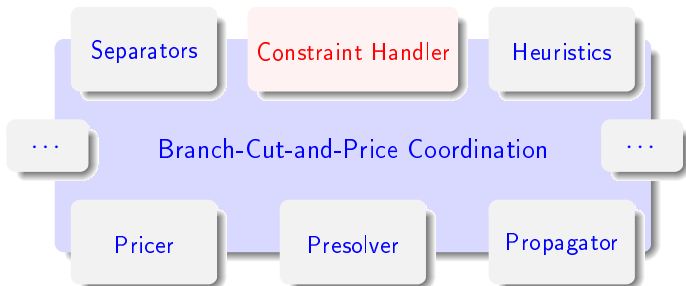 Separators
Constraint Handler
Heuristics
...
Branch-Cut-and-Price Coordination
...
Pricer
Presolver
Propagator